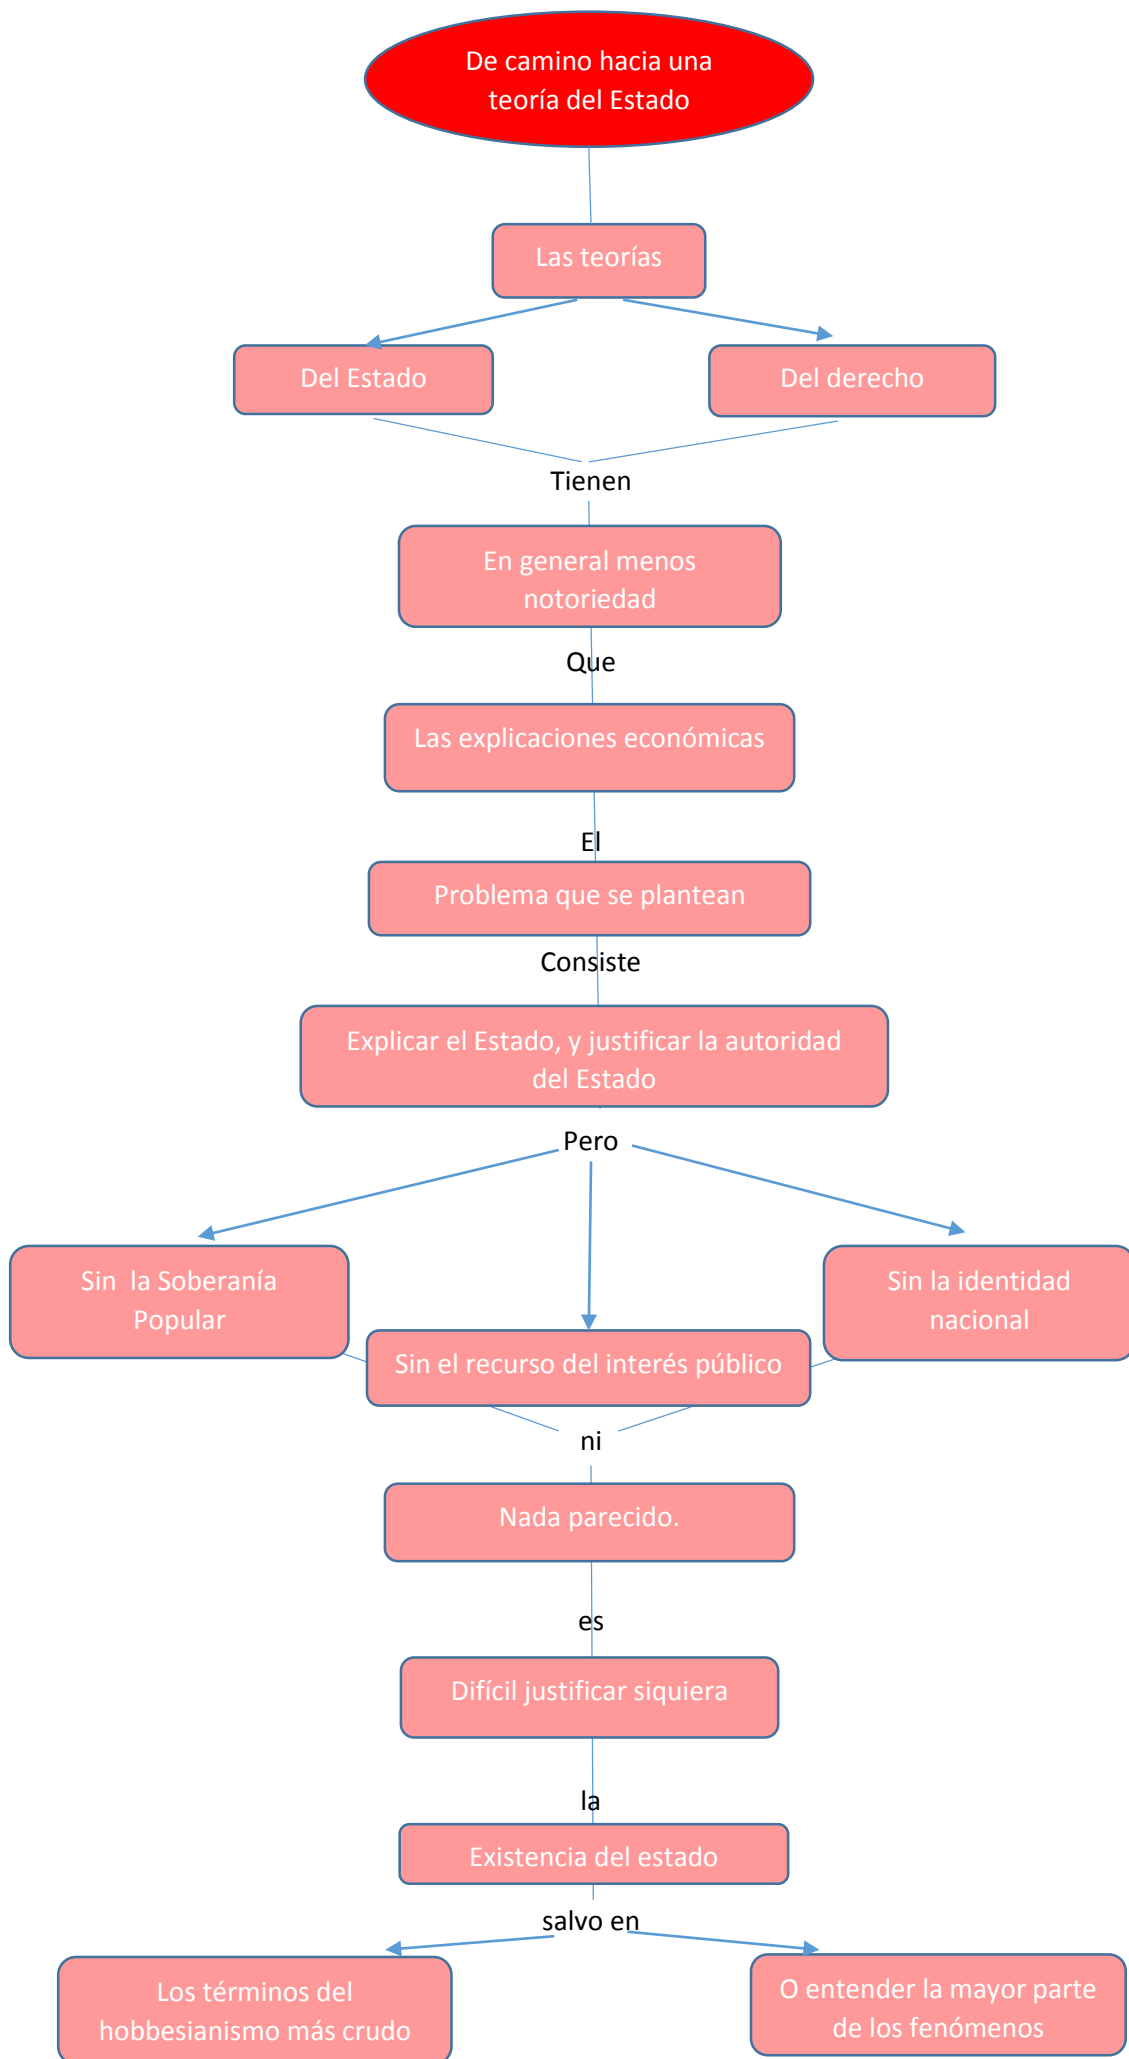 De camino hacia una
teoría del Estado
Las teorías
Del Estado
Del derecho
Tienen
En general menos
notoriedad
Que
Las explicaciones económicas
El
Problema que se plantean
Consiste
Explicar el Estado, y justificar la autoridad
del Estado
Pero
Sin  la Soberanía
Popular
Sin la identidad
nacional
Sin el recurso del interés público
ni
Nada parecido.
es
Difícil justificar siquiera
la
Existencia del estado
salvo en
Los términos del
hobbesianismo más crudo
O entender la mayor parte
de los fenómenos